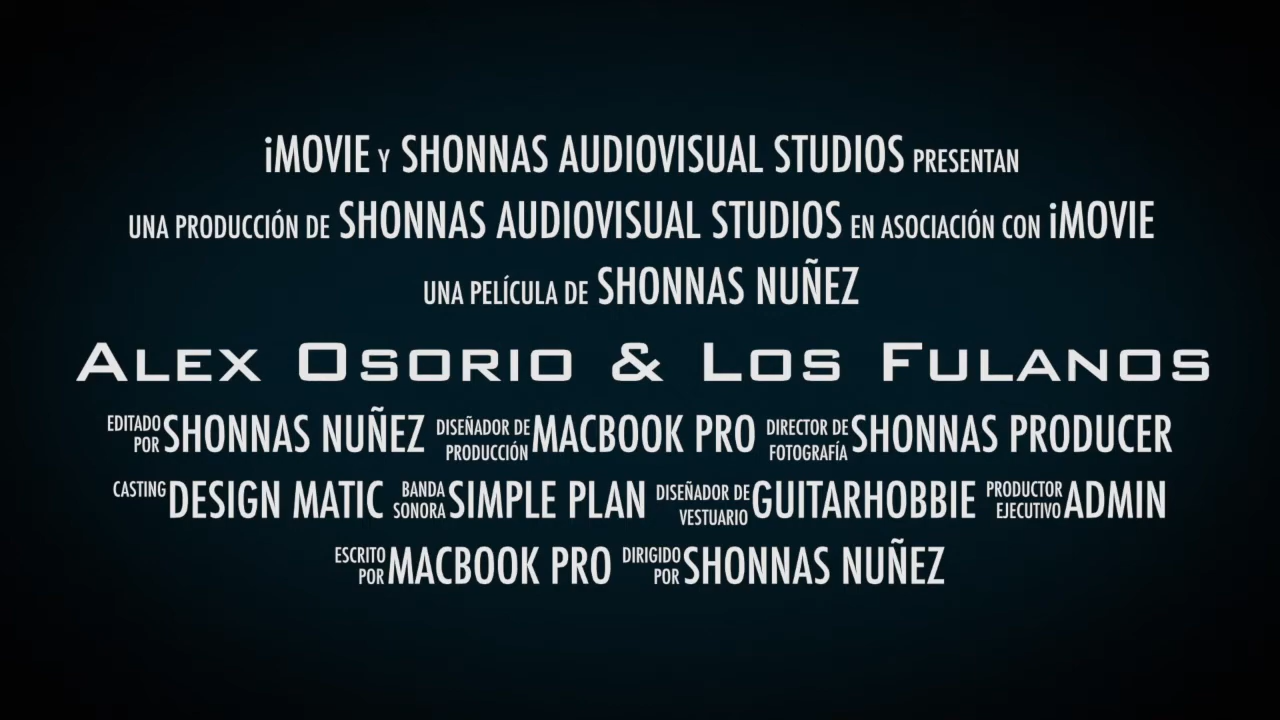 iMOVIE Y SHONNAS AUDIOVISUAL STUDIOS PRESENTAN
UNA PRODUCCIÓN DE SHONNAS AUDIOVISUAL STUDIOS EN ASOCIACIÓN CON iMOVIE
UNA PELÍCULA DE SHONNAS NUÑEZ
ALEX OSORIO & LOS FULANOS
EDITADO POR SHONNAS NUÑEZ DISEÑADOR DE PRODUCCIÓN MACBOOK PRO DIRECTOR DE FOTOGRAFÍA SHONNAS PRODUCER
CASTING DESIGN MATIC BANDA SONORA SIMPLE PLAN DISEÑADOR DE VESTUARIO GUITARHOBBIE PRODUCTOR EJECUTIVO ADMIN
ESCRITO POR MACBOOK PRO DIRIGIDO POR SHONNAS NUÑEZ